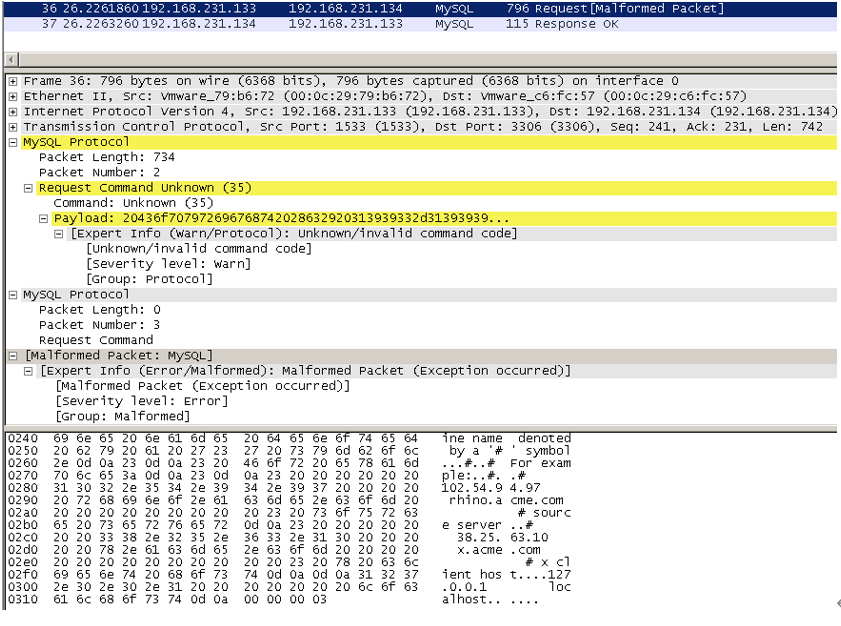 36 26.2261860 192.168.231.133 192.168.231.134 MySQL 796 Request[Malformed Packet]
37 26.2263260 192.168.231.134 192.168.231.133 MySQL 115 Response OK
Frame 36: 796 bytes on wire (6368 bits), 796 bytes captured (6368 bits) on interface 0
Ethernet II, Src: Vmware_79:b6:72 (00:0c:29:79:b6:72), Dst: Vmware_c6:fc:57 (00:0c:29:c6:fc:57)
Internet Protocol Version 4, Src: 192.168.231.133 (192.168.231.133), Dst: 192.168.231.134 (192.168.231.134)
Transmission Control Protocol, Src Port: 1533 (1533), Dst Port: 3306 (3306), Seq: 241, Ack: 231, Len: 742
MySQL Protocol
Packet Length: 734
Packet Number: 2
Request Command Unknown (35)
Command: Unknown (35)
Payload: 20436f707972696768742028632920313939332d31393939...
[Expert Info (Warn/Protocol): Unknown/invalid command code]
[Unknown/invalid command code]
[Severity level: Warn]
[Group: Protocol]
MySQL Protocol
Packet Length: 0
Packet Number: 3
Request Command
[Malformed Packet: MySQL]
[Expert Info (Error/Malformed): Malformed Packet (Exception occurred)]
[Malformed Packet (Exception occurred)]
[Severity level: Error]
[Group: Malformed]
0240 69 6e 65 20 6e 61 6d 65 20 64 65 6e 6f 74 65 64 ine name denoted
0250 20 62 79 20 61 20 27 23 27 20 73 79 6d 62 6f 6c by a '# ' symbol
0260 2e 0d 0a 23 0d 0a 23 20 46 6f 72 20 65 78 61 6d ...#..# For exam
0270 70 6c 65 3a 0d 0a 23 0d 0a 23 20 20 20 20 20 20 ple:..#. .#
0280 31 30 32 2e 35 34 2e 39 34 2e 39 37 20 20 20 20 102.54.9 4.97
0290 20 72 68 69 6e 6f 2e 61 63 6d 65 2e 63 6f 6d 20 rhino.a cme.com
02a0 20 20 20 20 20 20 20 20 20 23 20 73 6f 75 72 63 # sourc
02b0 65 20 73 65 72 76 65 72 0d 0a 23 20 20 20 20 20 e server ..#
02c0 20 20 33 38 2e 32 35 2e 36 33 2e 31 30 20 20 20 38.25. 63.10
02d0 20 20 78 2e 61 63 6d 65 2e 63 6f 6d 20 20 20 20 x.acme .com
02e0 20 20 20 20 20 20 20 20 20 20 23 20 78 20 63 6c # x cl
02f0 69 65 6e 74 20 68 6f 73 74 0d 0a 0d 0a 31 32 37 ient hos t....127
0300 2e 30 2e 30 2e 31 20 20 20 20 20 20 20 6c 6f 63 .0.0.1 loc
0310 61 6c 68 6f 73 74 0d 0a 00 00 00 03 alhost.. ....